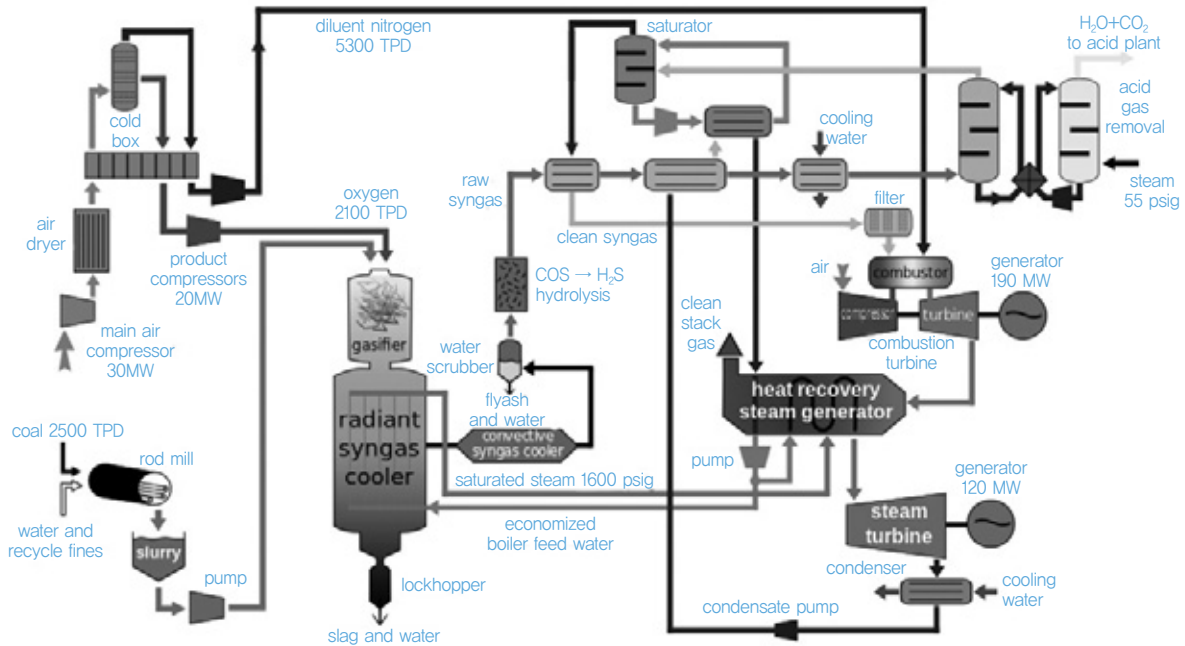 diluent nitrogen
5300 TPD
saturator
H₂O+CO₂
to acid plant
cold
box
cooling
water
acid
gas
removal
oxygen
2100 TPD
raw
syngas
steam
55 psig
air
dryer
filter
clean syngas
product
compressors
20MW
COS → H₂S
hydrolysis
air
combustor
generator
190 MW
compressor
turbine
clean
stack
gas
main air
compressor
30MW
gasifier
water
scrubber
combustion
turbine
flyash
and water
heat recovery
steam generator
coal 2500 TPD
radiant
syngas
cooler
convective
syngas cooler
rod mill
pump
saturated steam 1600 psig
generator
120 MW
water and
recycle fines
economized
boiler feed water
steam
turbine
slurry
pump
lockhopper
condenser
cooling
water
condensate pump
slag and water